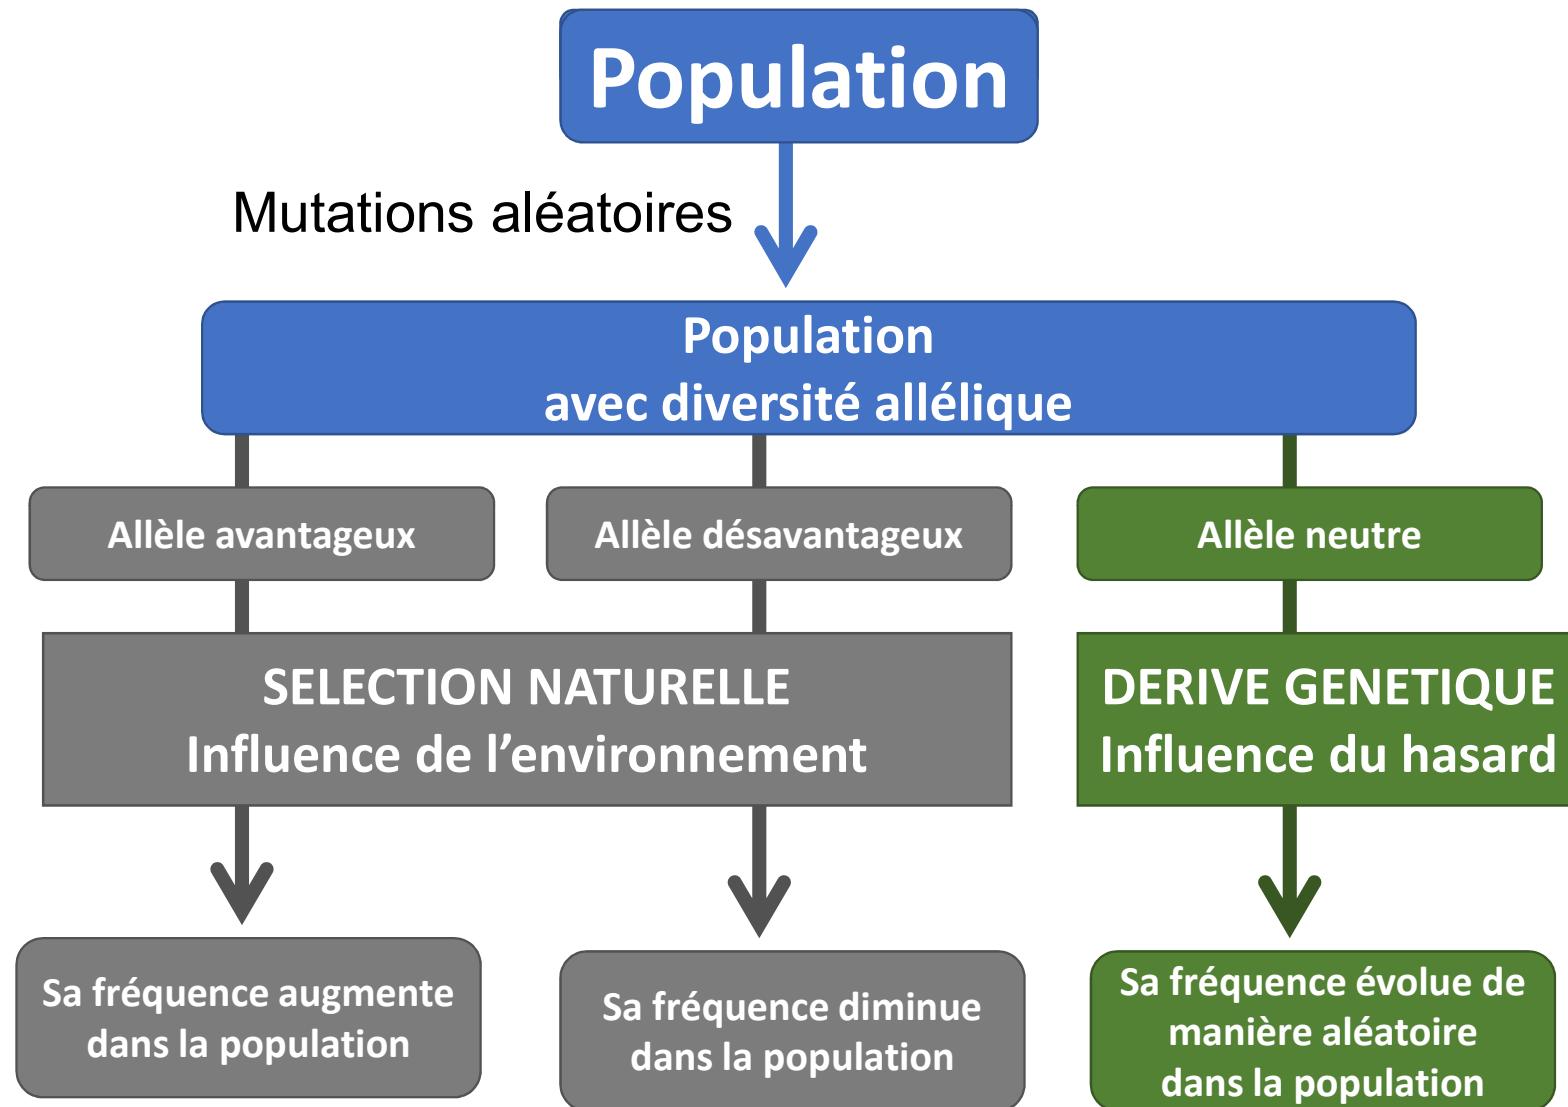 Population
Mutations aléatoires
Population
avec diversité allélique
Allèle avantageux
Allèle désavantageux
Allèle neutre
SELECTION NATURELLE
Influence de l’environnement
DERIVE GENETIQUE
Influence du hasard
Sa fréquence augmente
dans la population
Sa fréquence diminue
dans la population
Sa fréquence évolue de
manière aléatoire
dans la population